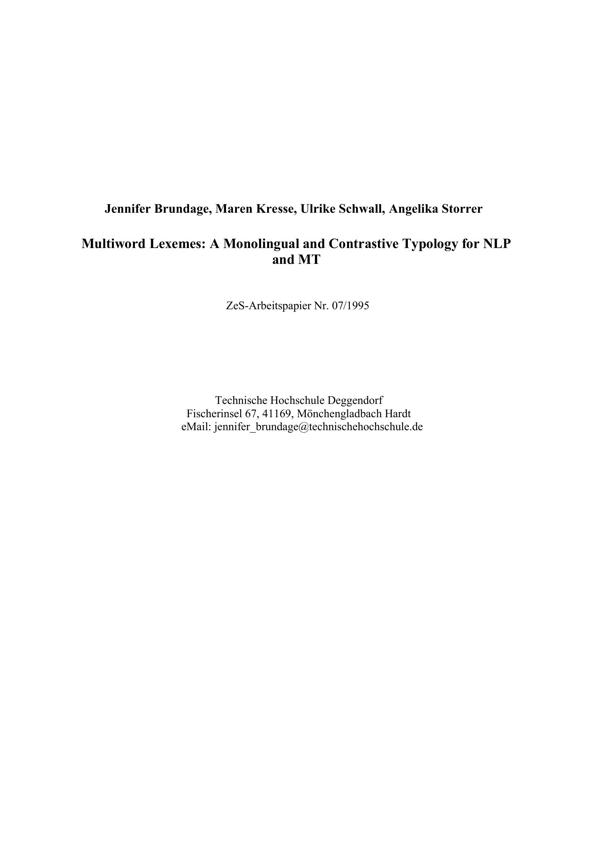 Jennifer Brundage, Maren Kresse, Ulrike Schwall, Angelika Storrer
Multiword Lexemes: A Monolingual and Contrastive Typology for NLP
and MT
ZeS-Arbeitspapier Nr. 07/1995
Technische Hochschule Deggendorf
Fischerinsel 67, 41169, Mönchengladbach Hardt
eMail: jennifer_brundage@technischehochschule.de